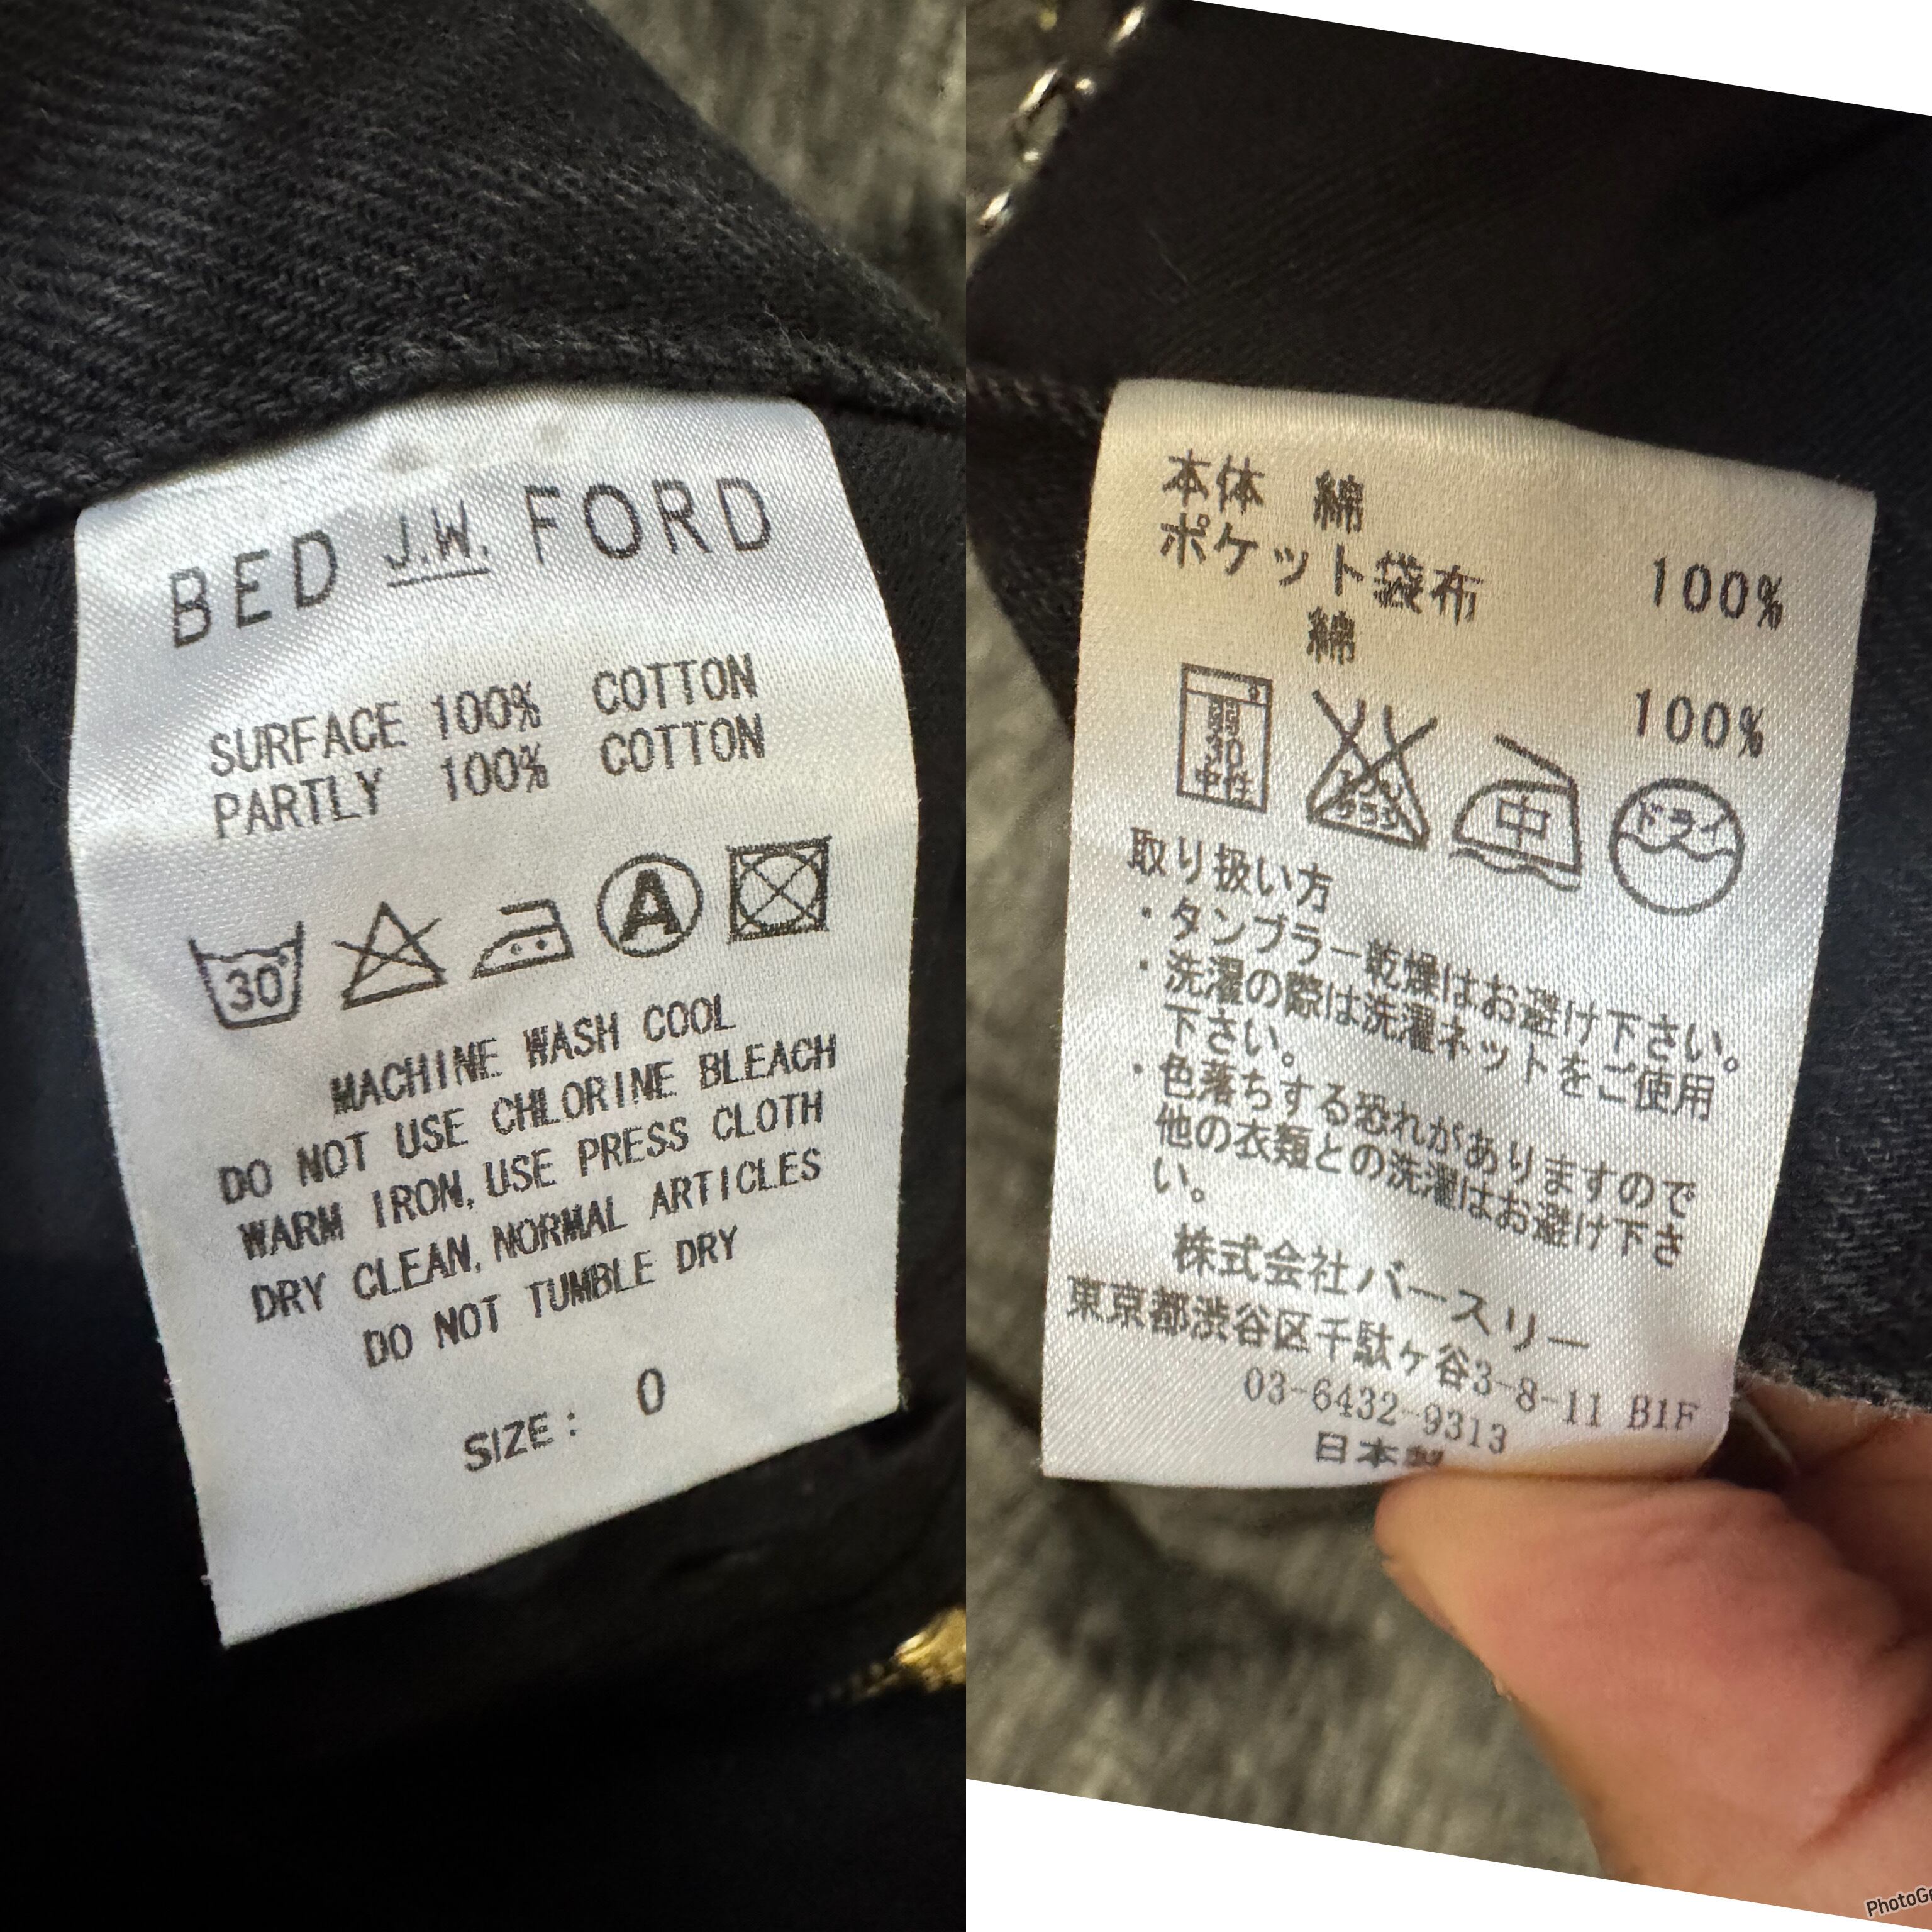 BED J.W. FORD
SURFACE 100% COTTON
PARTLY 100% COTTON
30°
A
MACHINE WASH COOL
DO NOT USE CHLORINE BLEACH
WARM IRON, USE PRESS CLOTH
DRY CLEAN, NORMAL ARTICLES
DO NOT TUMBLE DRY
SIZE: 0
本体 綿 100%
ポケット袋布
綿 100%
弱
30
中性
エンソ
サラシ
中
ドライ
取り扱い方
・タンブラー乾燥はお避け下さい。
・洗濯の際は洗濯ネットをご使用
下さい。
・色落ちする恐れがありますので
他の衣類との洗濯はお避け下さ
い。
株式会社バースリー
東京都渋谷区千駄ヶ谷3-8-11 B1F
03-6432-9313
日本製